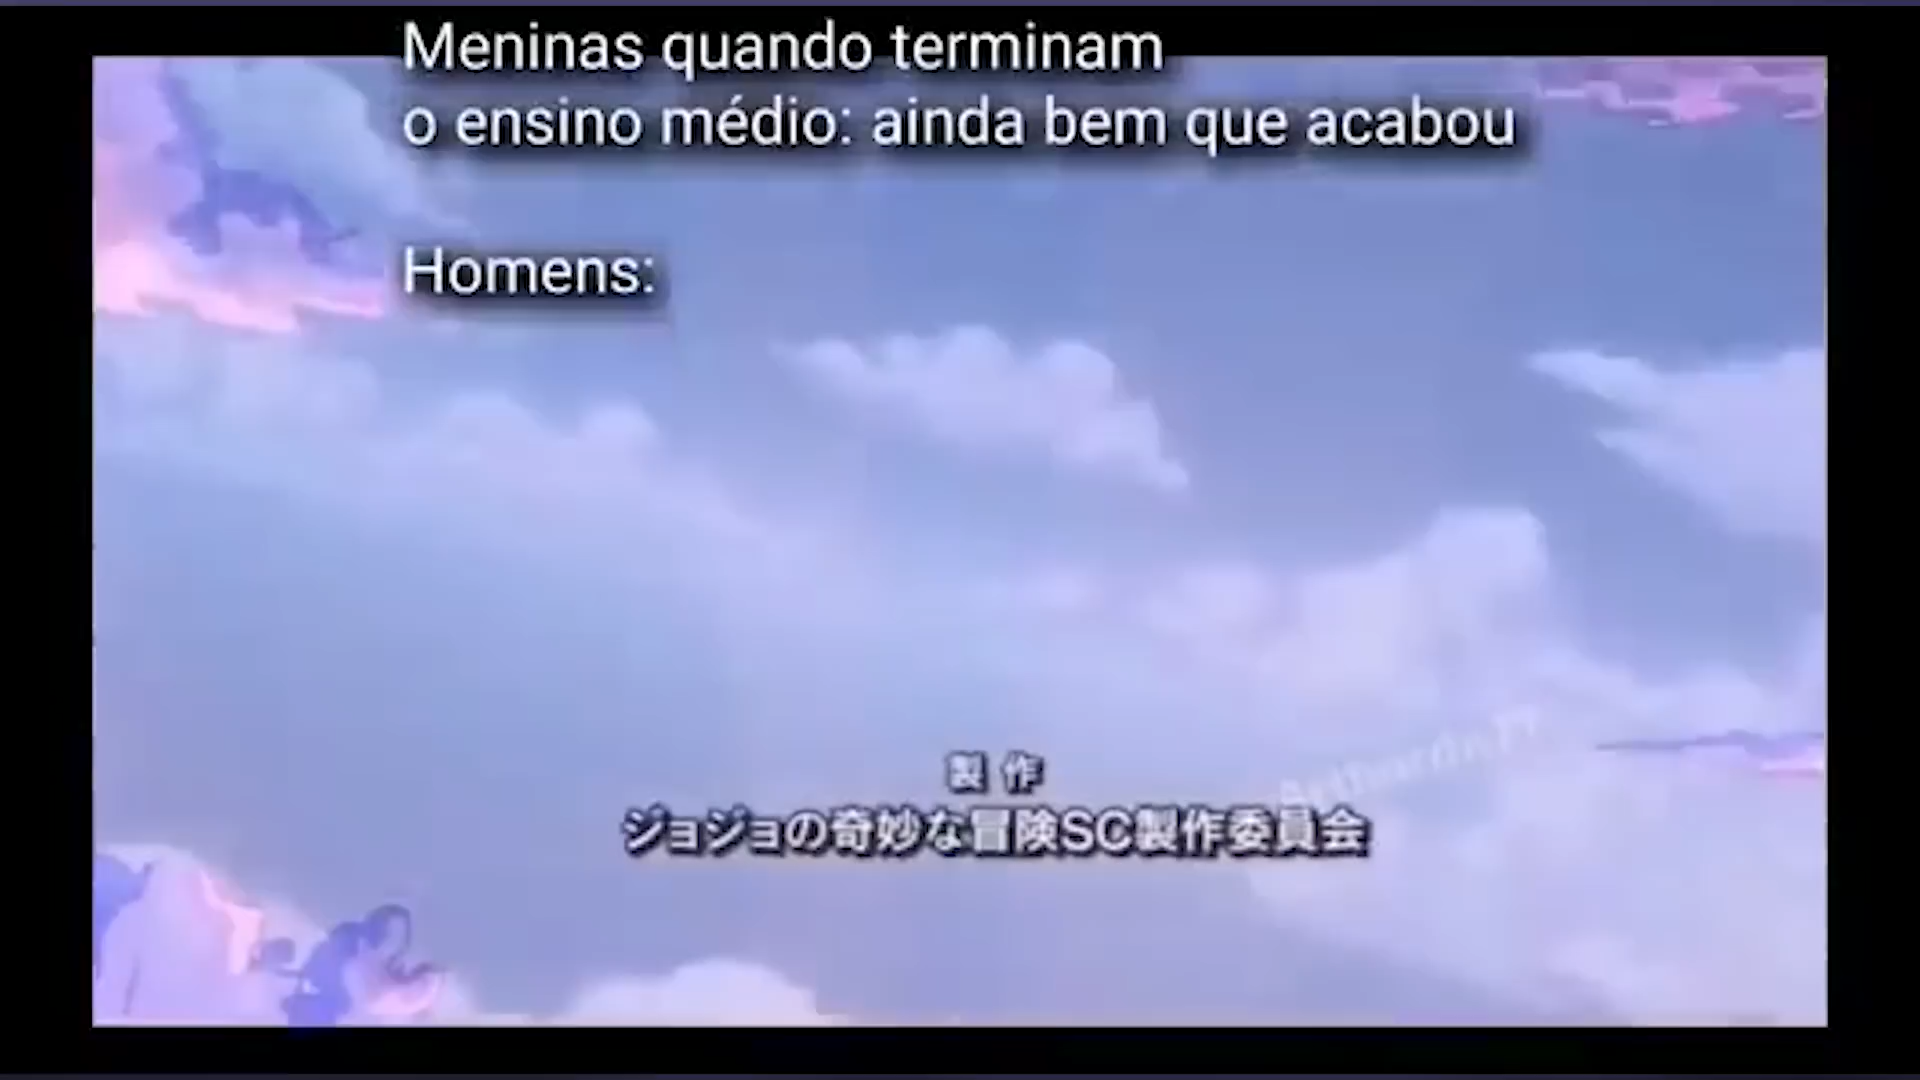 Meninas quando terminam
o ensino médio: ainda bem que acabou
Homens:
製作
ジョジョの奇妙な冒険SC製作委員会